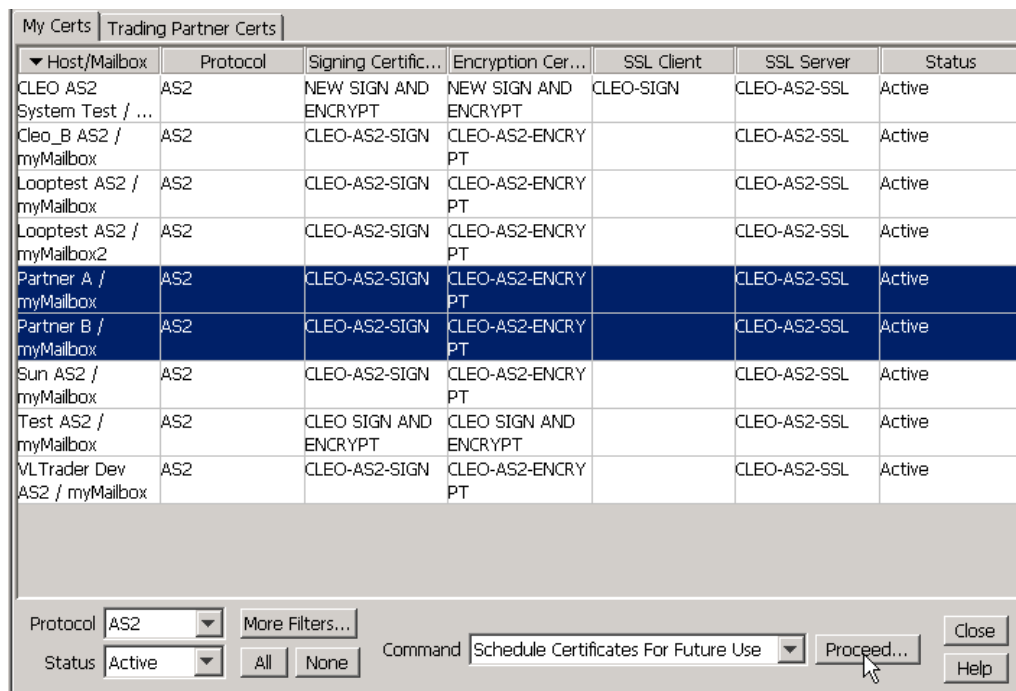 My Certs Trading Partner Certs
Host/Mailbox Protocol Signing Certific... Encryption Cer... SSL Client SSL Server Status
CLEO AS2 AS2 NEW SIGN AND NEW SIGN AND CLEO-SIGN CLEO-AS2-SSL Active
System Test / ... ENCRYPT ENCRYPT
Cleo_B AS2 / AS2 CLEO-AS2-SIGN CLEO-AS2-ENCRY CLEO-AS2-SSL Active
myMailbox PT
Looptest AS2 / AS2 CLEO-AS2-SIGN CLEO-AS2-ENCRY CLEO-AS2-SSL Active
myMailbox PT
Looptest AS2 / AS2 CLEO-AS2-SIGN CLEO-AS2-ENCRY CLEO-AS2-SSL Active
myMailbox2 PT
Partner A / AS2 CLEO-AS2-SIGN CLEO-AS2-ENCRY CLEO-AS2-SSL Active
myMailbox PT
Partner B / AS2 CLEO-AS2-SIGN CLEO-AS2-ENCRY CLEO-AS2-SSL Active
myMailbox PT
Sun AS2 / AS2 CLEO-AS2-SIGN CLEO-AS2-ENCRY CLEO-AS2-SSL Active
myMailbox PT
Test AS2 / AS2 CLEO SIGN AND CLEO SIGN AND CLEO-AS2-SSL Active
myMailbox ENCRYPT ENCRYPT
VLTrader Dev AS2 CLEO-AS2-SIGN CLEO-AS2-ENCRY CLEO-AS2-SSL Active
AS2 / myMailbox PT
Protocol AS2 More Filters...
Status Active All None Command Schedule Certificates For Future Use Proceed... Close
Help